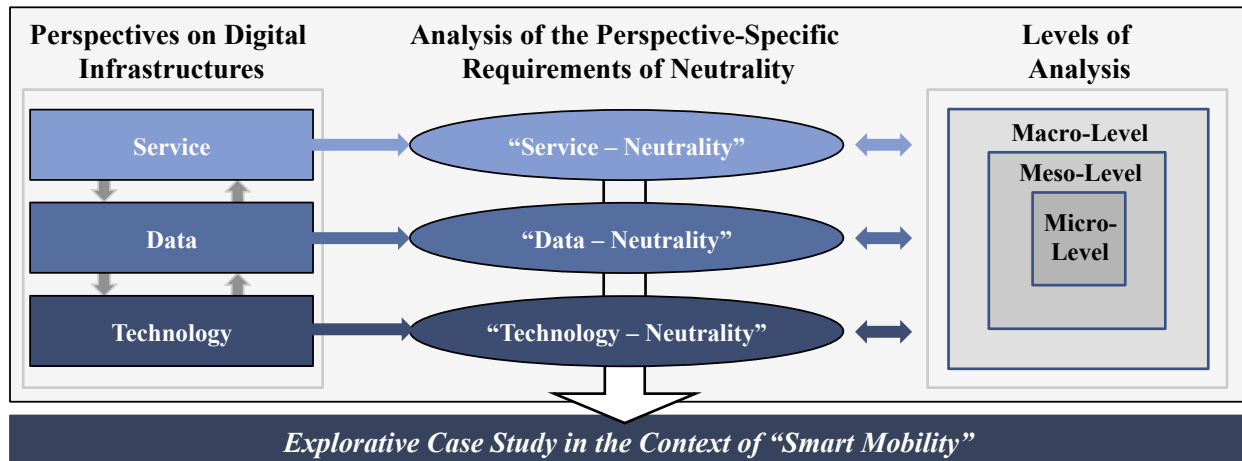 Perspectives on Digital
Infrastructures
Analysis of the Perspective-Specific
Requirements of Neutrality
Levels of
Analysis
Service
“Service – Neutrality”
Macro-Level
Meso-Level
Micro-
Level
Data
“Data – Neutrality”
Technology
“Technology – Neutrality”
Explorative Case Study in the Context of “Smart Mobility”